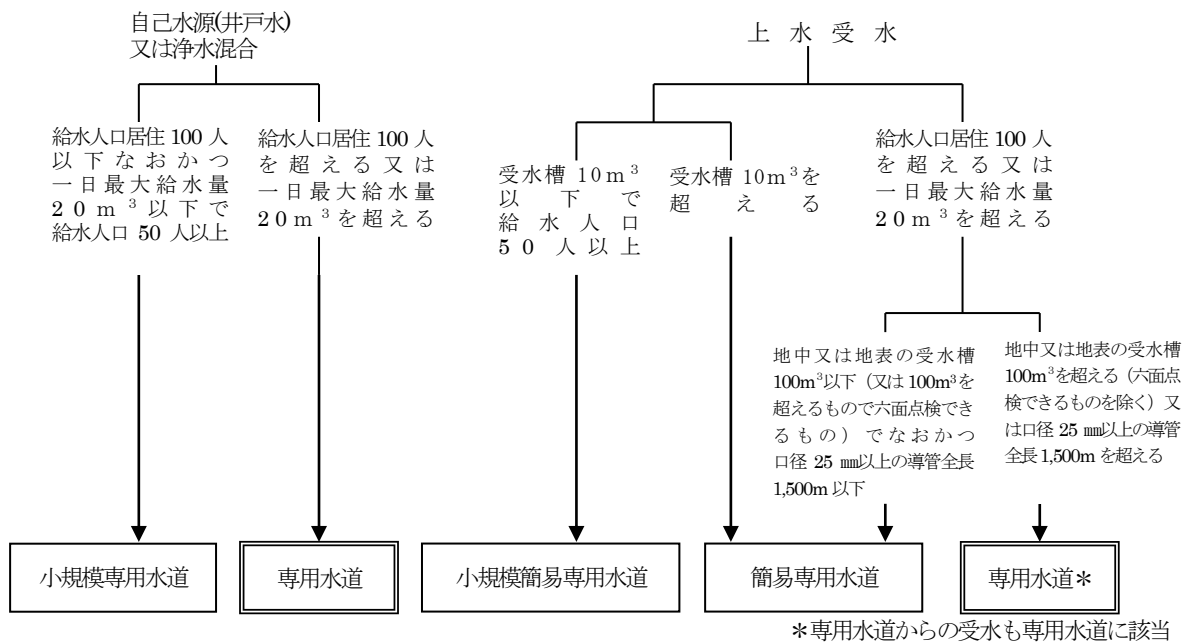 自己水源(井戸水)
又は浄水混合
上水受水
給水人口居住 100 人
以下なおかつ
一日最大給水量
20m³以下で
給水人口 50 人以上
給水人口居住 100 人
を超える又は
一日最大給水量
20m³を超える
受水槽 10m³
以下で
給水人口
50人以上
受水槽 10m³を
超える
給水人口居住 100 人
を超える又は
一日最大給水量
20m³を超える
地中又は地表の受水槽
100m³以下（又は 100m³を
超えるもので六面点検でき
るもの）でなおかつ
口径 25 ㎜以上の導管全長
1,500m 以下
地中又は地表の受水槽
100m³を超える（六面点
検できるものを除く）又
は口径 25 ㎜以上の導管
全長 1,500m を超える
小規模専用水道
専用水道
小規模簡易専用水道
簡易専用水道
専用水道＊
＊専用水道からの受水も専用水道に該当